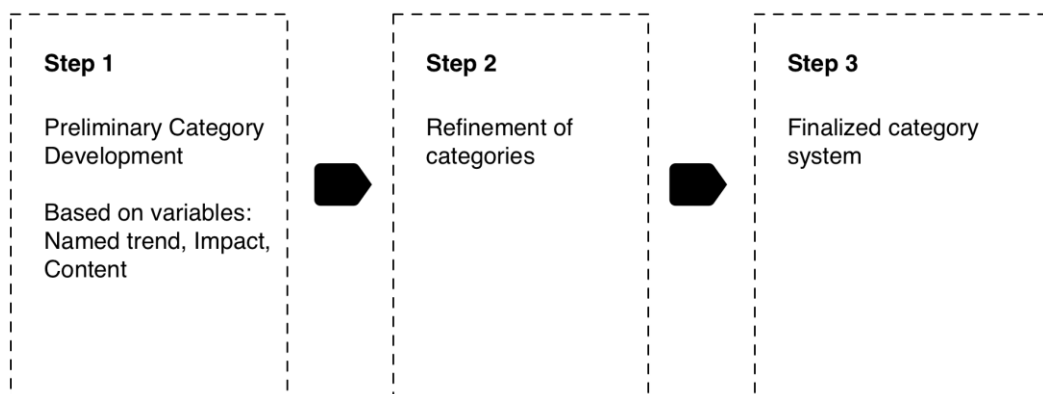 Step 1
Preliminary Category
Development
Based on variables:
Named trend, Impact,
Content
Step 2
Refinement of
categories
Step 3
Finalized category
system